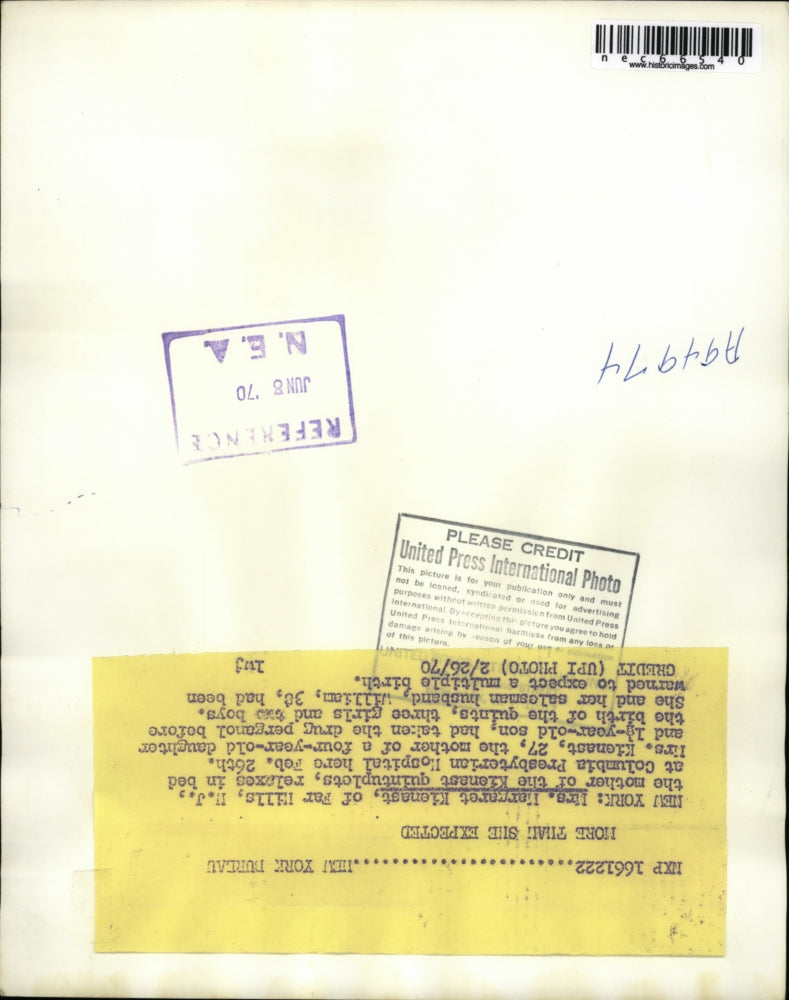 nec66540
www.historicimages.com
REFERENCE
JUN 8 '70
N.E.A.
A94974
PLEASE CREDIT
United Press International Photo
This picture is for your publication only and must
not be loaned, syndicated or used for advertising
purposes without written permission from United Press
International. By accepting this picture you agree to hold
United Press International harmless from any loss or
damage arising by reason of your use
of this picture.
UNITED
NXP 1661222.......................NEW YORK BUREAU
MORE THAN SHE EXPECTED
NEW YORK: Mrs. Margaret Kienast, of Far Hills, N.J.,
the mother of the Kienast quintuplets, relaxes in bed
at Columbia Presbyterian Hospital here Feb. 26th.
Mrs. Kienast, 27, the mother of a four-year-old daughter
and 1½-year-old son, had taken the drug perganol before
the birth of the quints, three girls and two boys.
She and her salesman husband, William, 38, had been
warned to expect a multiple birth.
CREDIT (UPI PHOTO) 2/26/70 lwj